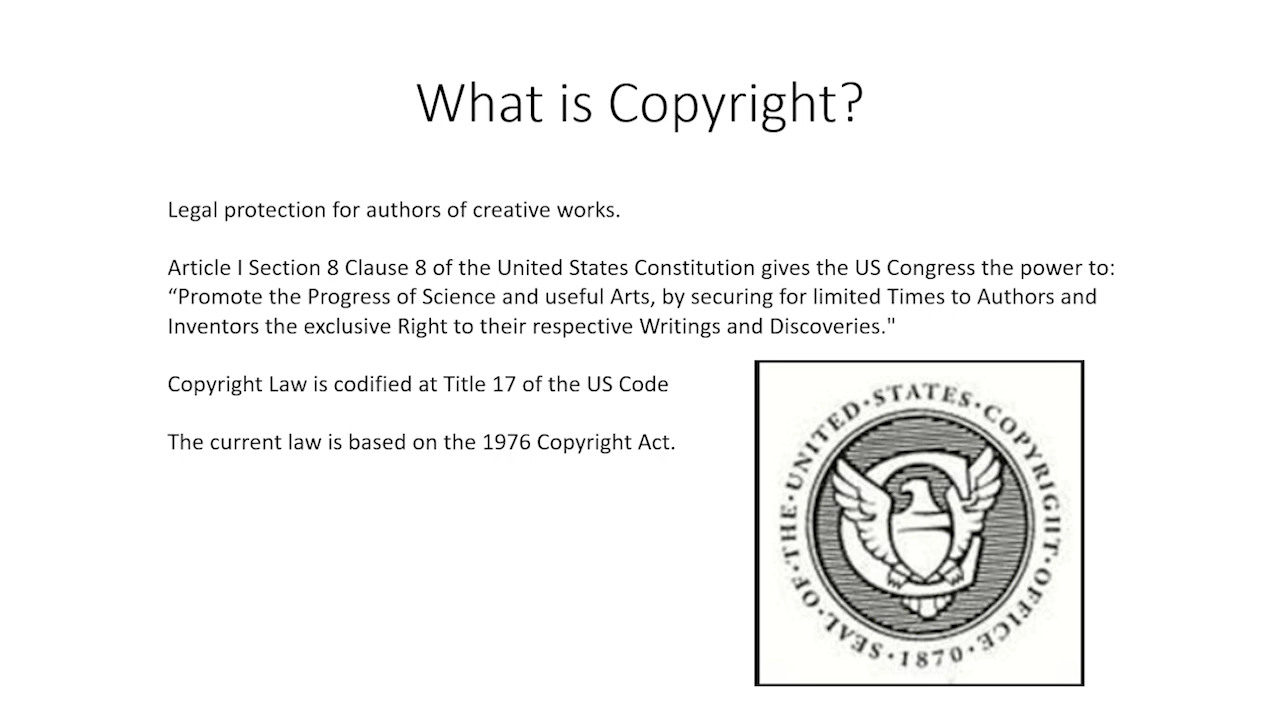 What is Copyright?
Legal protection for authors of creative works.
Article I Section 8 Clause 8 of the United States Constitution gives the US Congress the power to:
“Promote the Progress of Science and useful Arts, by securing for limited Times to Authors and
Inventors the exclusive Right to their respective Writings and Discoveries."
Copyright Law is codified at Title 17 of the US Code
The current law is based on the 1976 Copyright Act.
SEAL·OF·THE·UNITED·STATES·COPYRIGHT·OFFICE·1870·